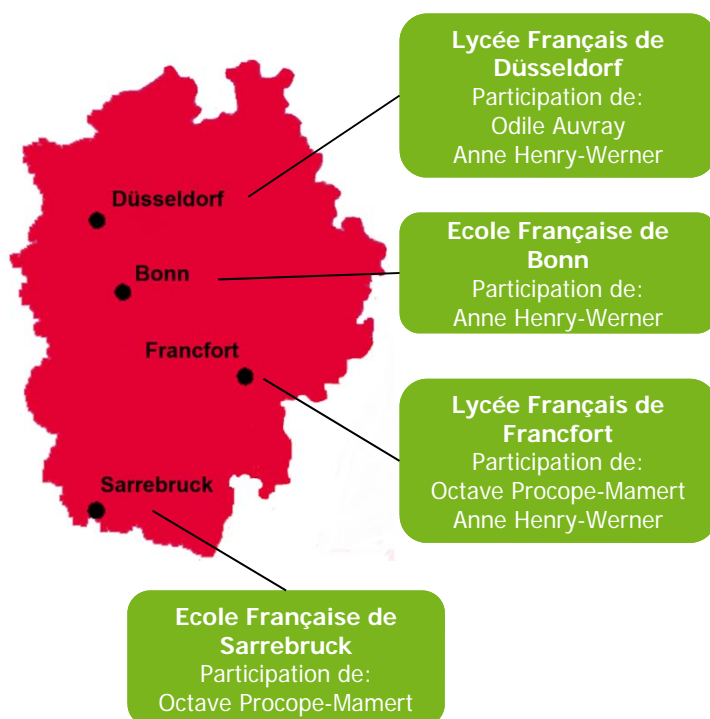 Lycée Français de
Düsseldorf
Participation de:
Odile Auvray
Anne Henry-Werner
Düsseldorf
Ecole Française de
Bonn
Participation de:
Anne Henry-Werner
Bonn
Francfort
Lycée Français de
Francfort
Participation de:
Octave Procope-Mamert
Anne Henry-Werner
Sarrebruck
Ecole Française de
Sarrebruck
Participation de:
Octave Procope-Mamert